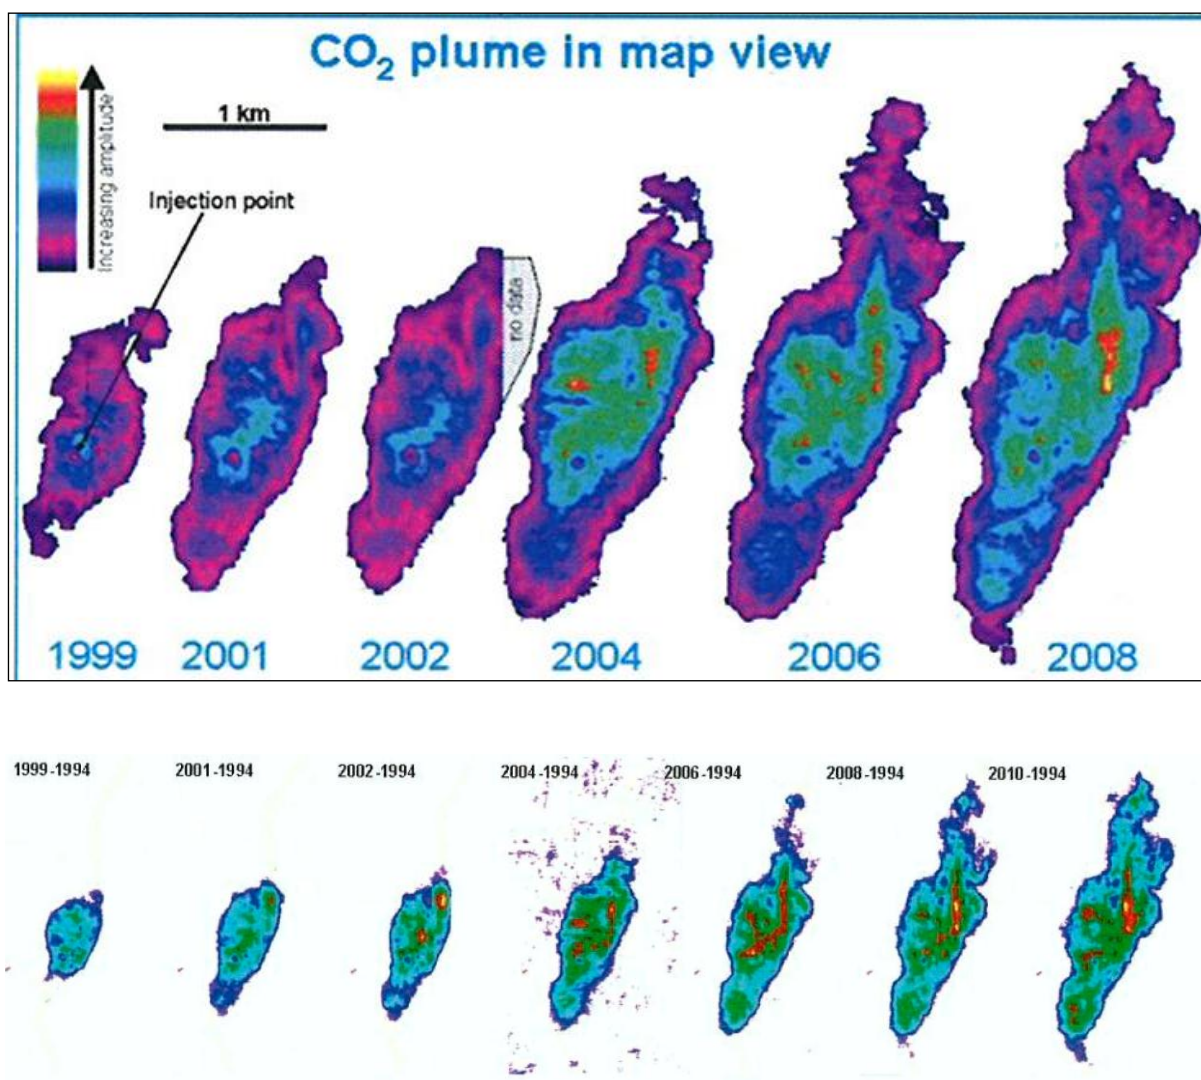 CO₂ plume in map view
1 km
Increasing amplitude
Injection point
no data
1999 2001 2002 2004 2006 2008
1999-1994 2001-1994 2002-1994 2004-1994 2006-1994 2008-1994 2010-1994